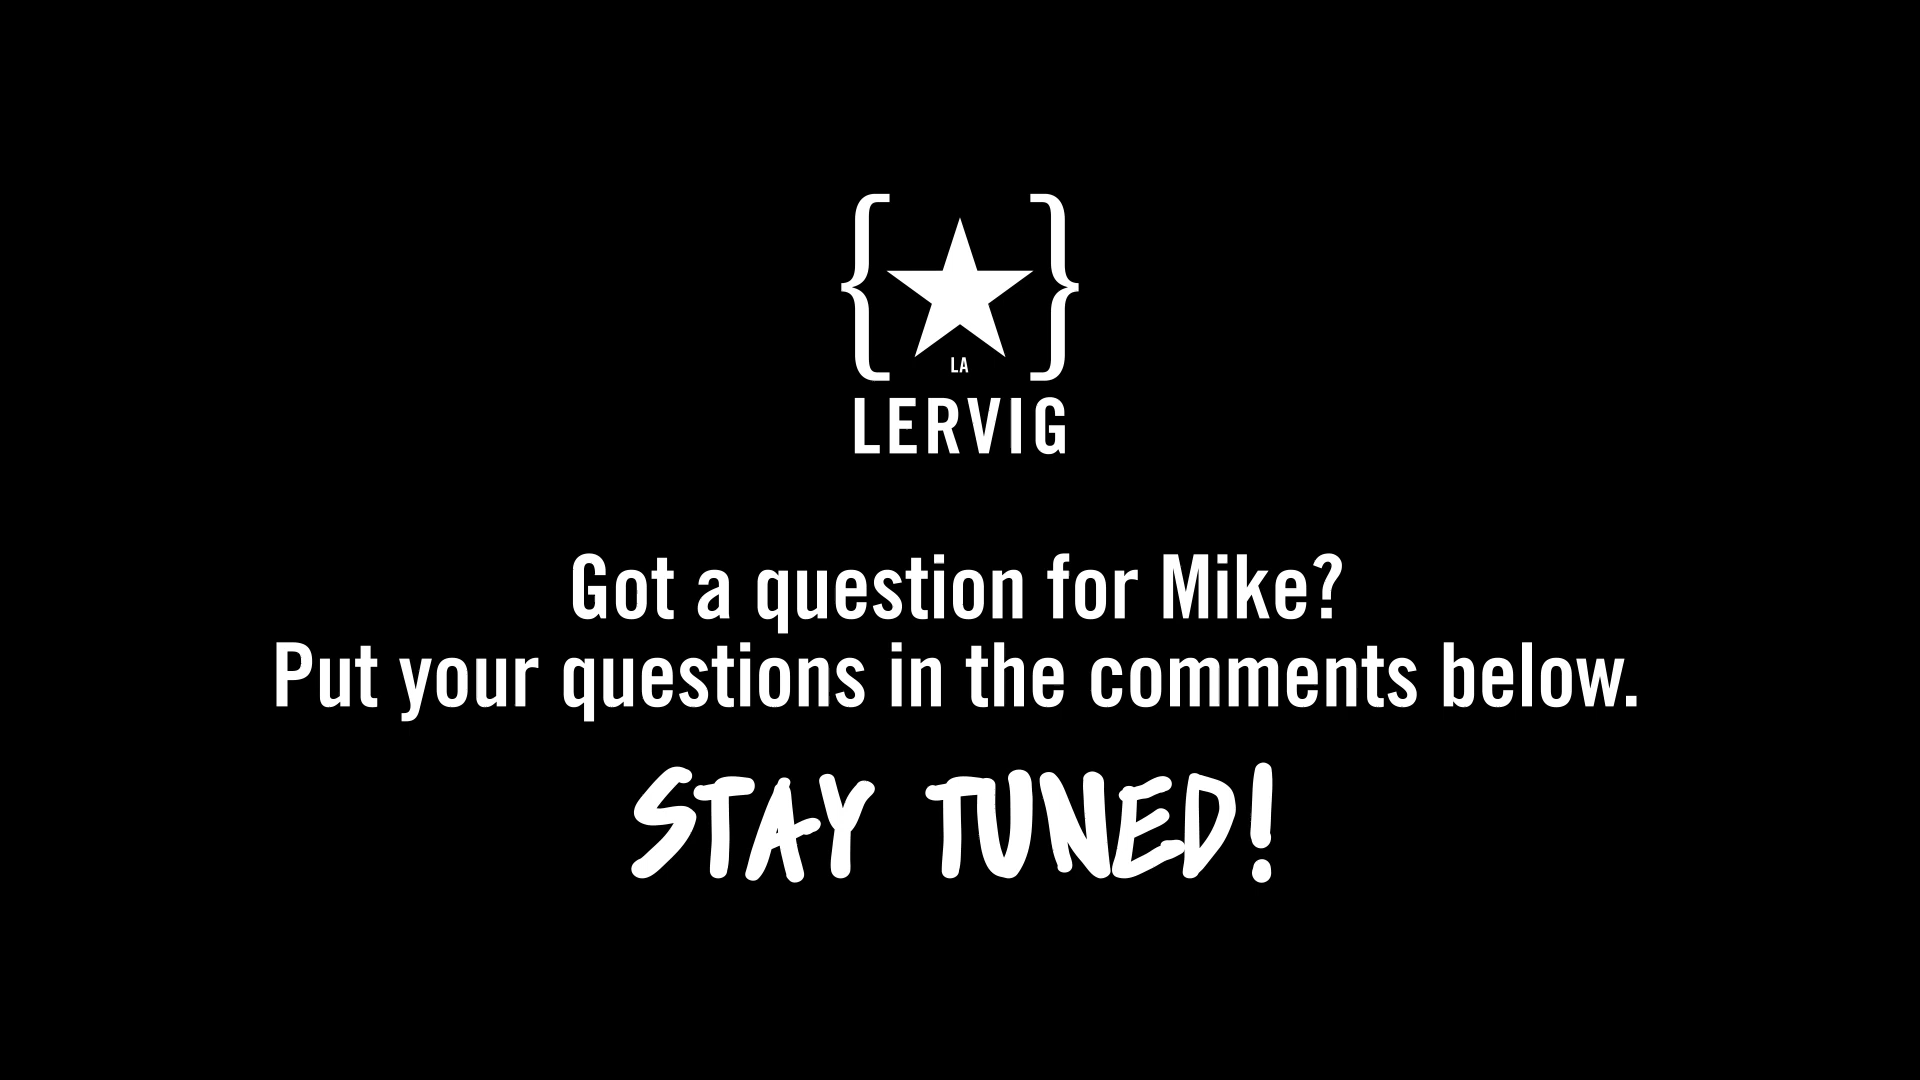 LA
LERVIG
Got a question for Mike?
Put your questions in the comments below.
STAY TUNED!